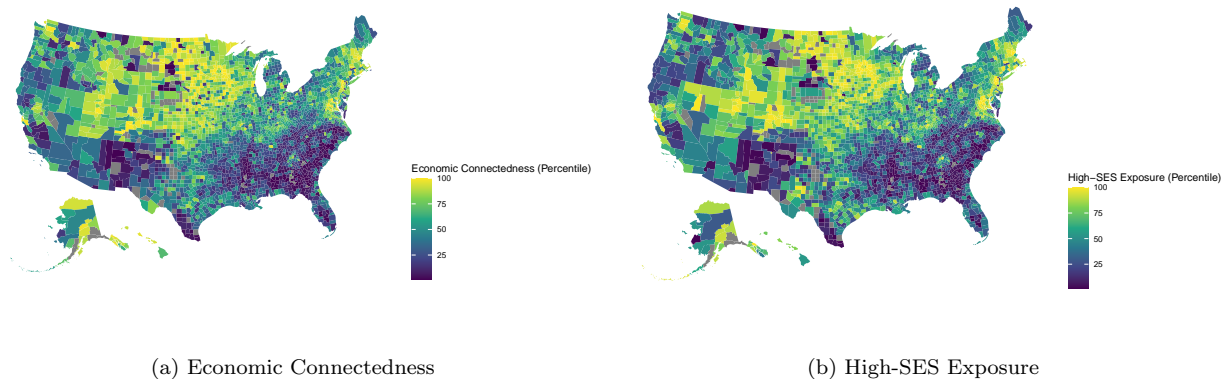 Economic Connectedness (Percentile)
100
75
50
25
High−SES Exposure (Percentile)
100
75
50
25
(a) Economic Connectedness
(b) High-SES Exposure